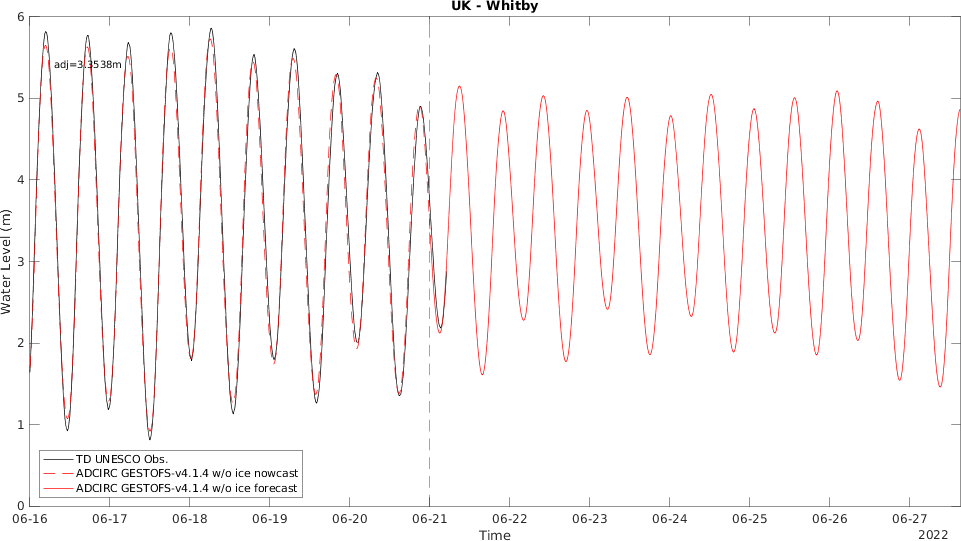 UK - Whitby
adj=3.3538m
Water Level (m)
6
5
4
3
2
1
0
TD UNESCO Obs.
ADCIRC GESTOFS-v4.1.4 w/o ice nowcast
ADCIRC GESTOFS-v4.1.4 w/o ice forecast
06-16 06-17 06-18 06-19 06-20 06-21 06-22 06-23 06-24 06-25 06-26 06-27
Time
2022